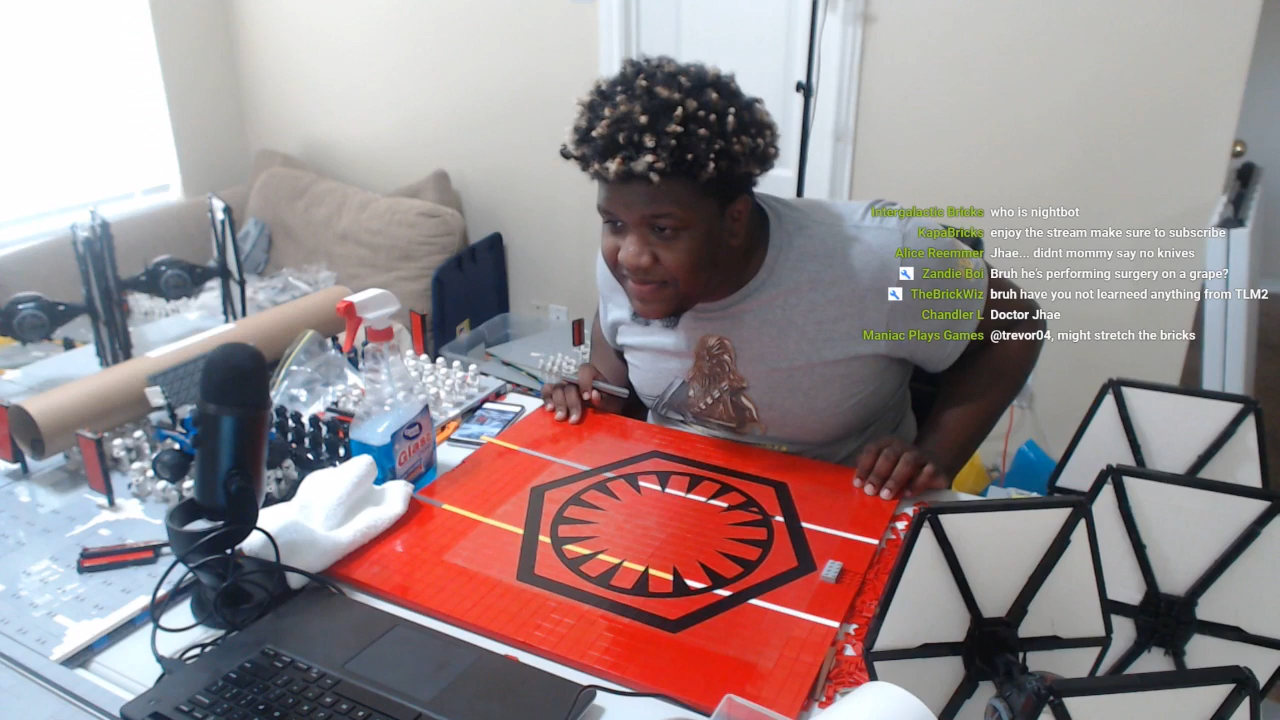 Intergalactic Bricks who is nightbot
KapaBricks enjoy the stream make sure to subscribe
Alice Reemmer Jhae... didnt mommy say no knives
Zandie Boi Bruh he's performing surgery on a grape?
TheBrickWiz bruh have you not learneed anything from TLM2
Chandler L Doctor Jhae
Maniac Plays Games @trevor04, might stretch the bricks
Glass